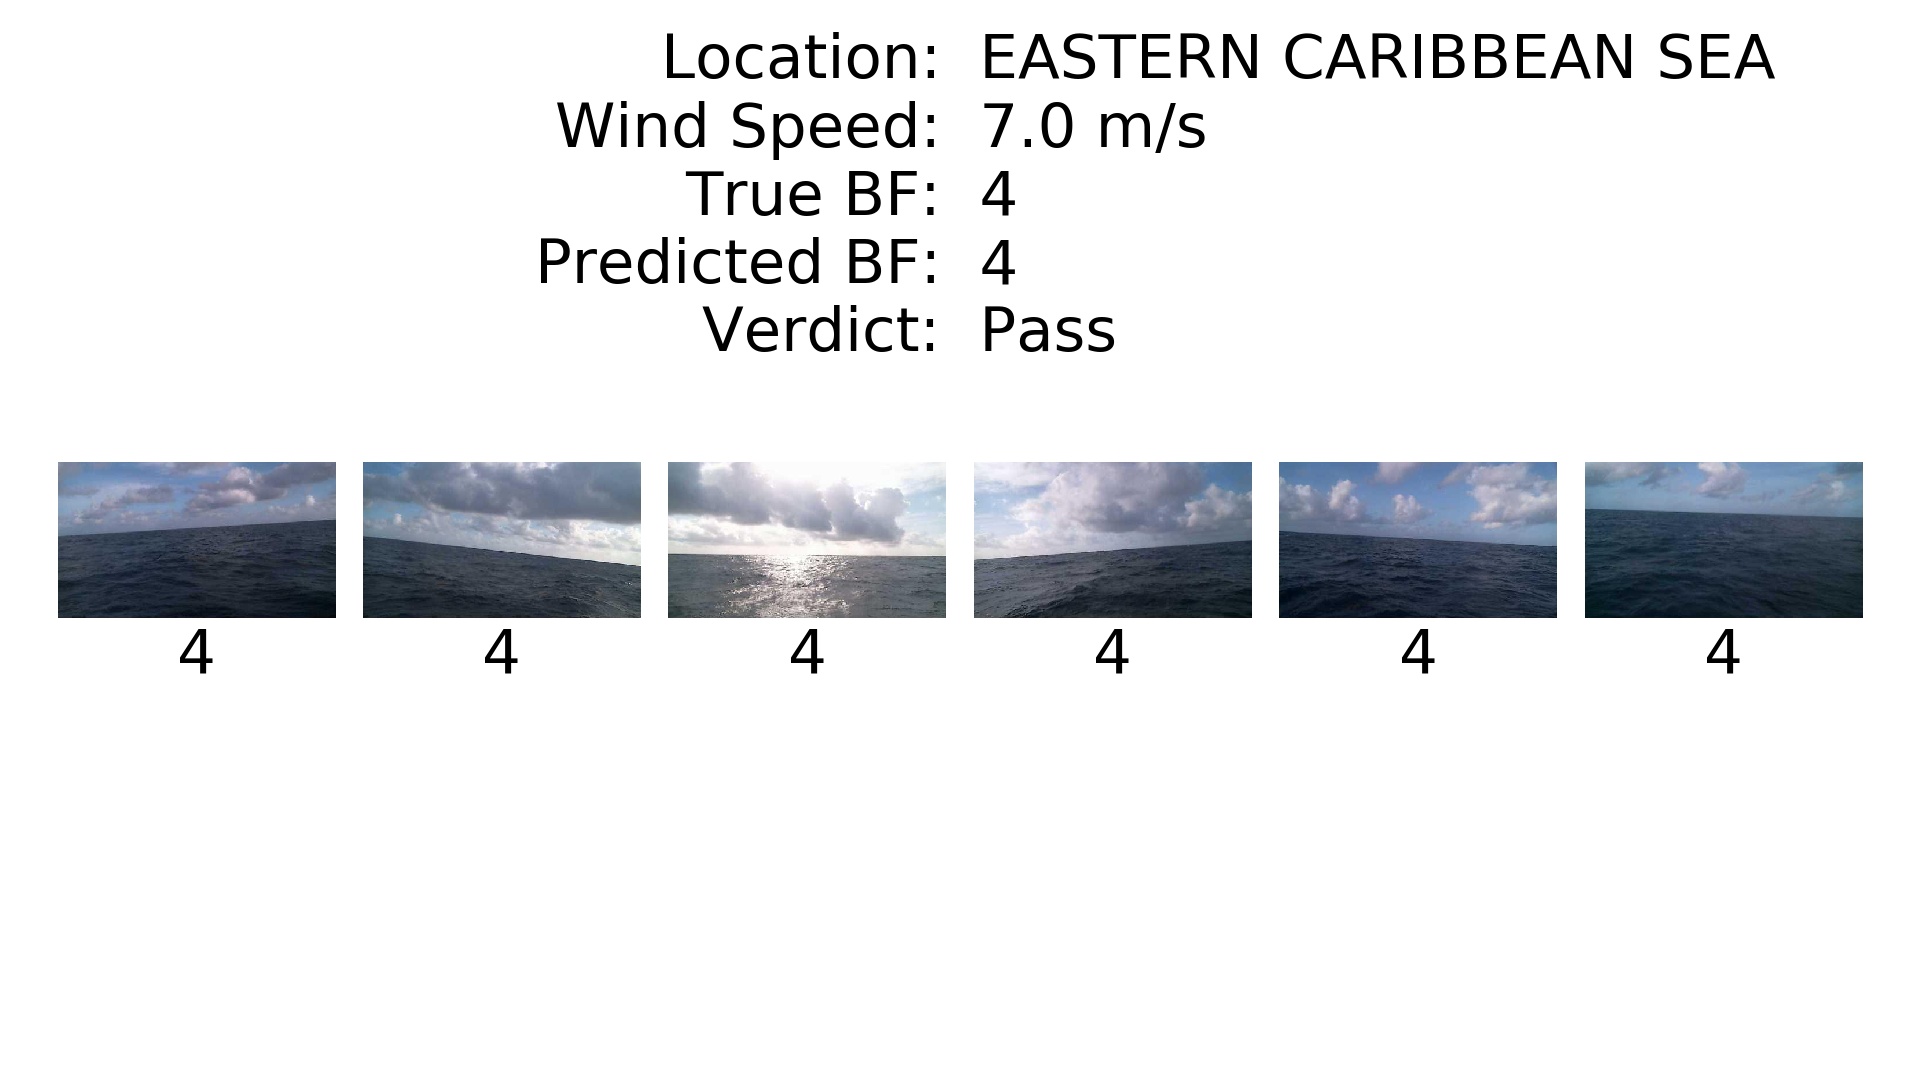 Location: EASTERN CARIBBEAN SEA
Wind Speed: 7.0 m/s
True BF: 4
Predicted BF: 4
Verdict: Pass
4 4 4 4 4 4